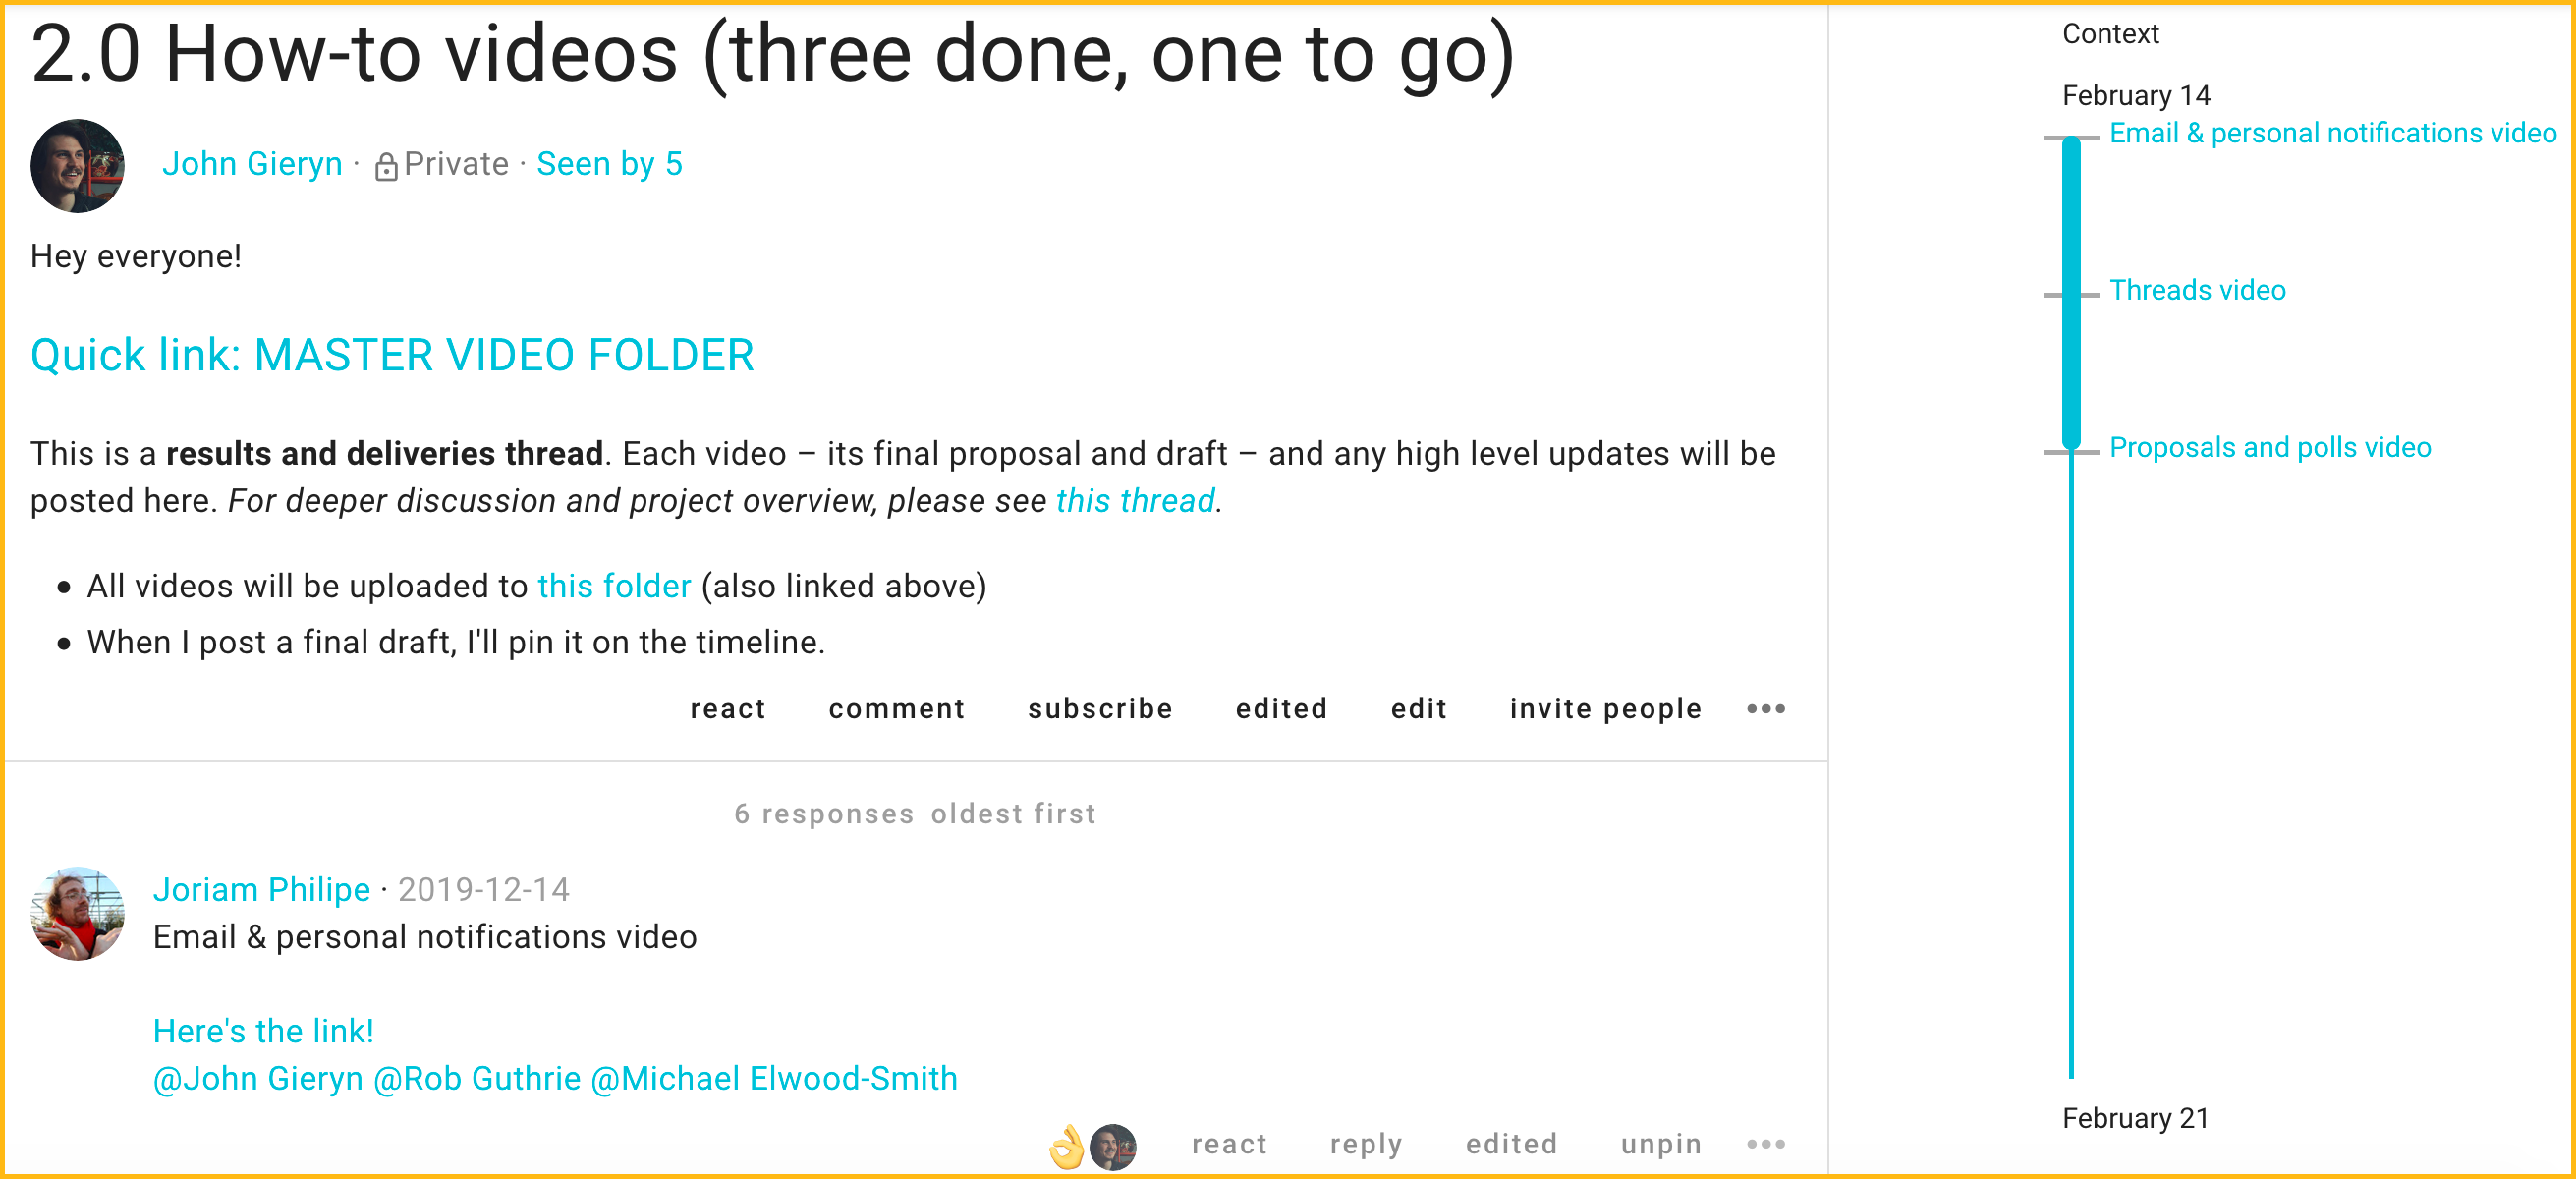 2.0 How-to videos (three done, one to go)
John Gieryn · Private · Seen by 5
Hey everyone!
Quick link: MASTER VIDEO FOLDER
This is a results and deliveries thread. Each video – its final proposal and draft – and any high level updates will be
posted here. For deeper discussion and project overview, please see this thread.
• All videos will be uploaded to this folder (also linked above)
• When I post a final draft, I'll pin it on the timeline.
react comment subscribe edited edit invite people •••
6 responses oldest first
Joriam Philipe · 2019-12-14
Email & personal notifications video
Here's the link!
@John Gieryn @Rob Guthrie @Michael Elwood-Smith
react reply edited unpin •••
Context
February 14
Email & personal notifications video
Threads video
Proposals and polls video
February 21